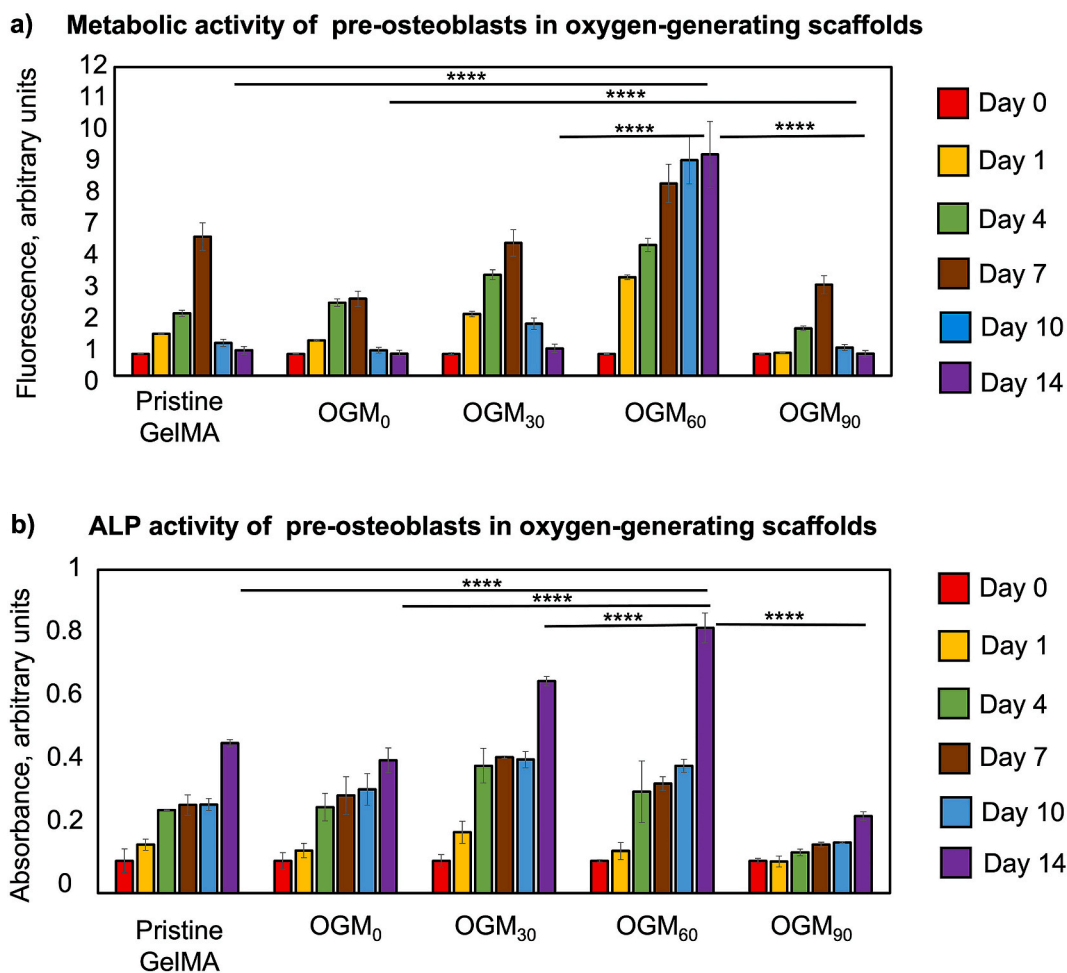 a) Metabolic activity of pre-osteoblasts in oxygen-generating scaffolds
Fluorescence, arbitrary units
12
11
10
9
8
7
6
5
4
3
2
1
0
****
****
**** ****
Pristine
GelMA
OGM₀ OGM₃₀ OGM₆₀ OGM₉₀
Day 0
Day 1
Day 4
Day 7
Day 10
Day 14
b) ALP activity of pre-osteoblasts in oxygen-generating scaffolds
Absorbance, arbitrary units
1
0.8
0.6
0.4
0.2
0
****
****
**** ****
Pristine
GelMA
OGM₀ OGM₃₀ OGM₆₀ OGM₉₀
Day 0
Day 1
Day 4
Day 7
Day 10
Day 14